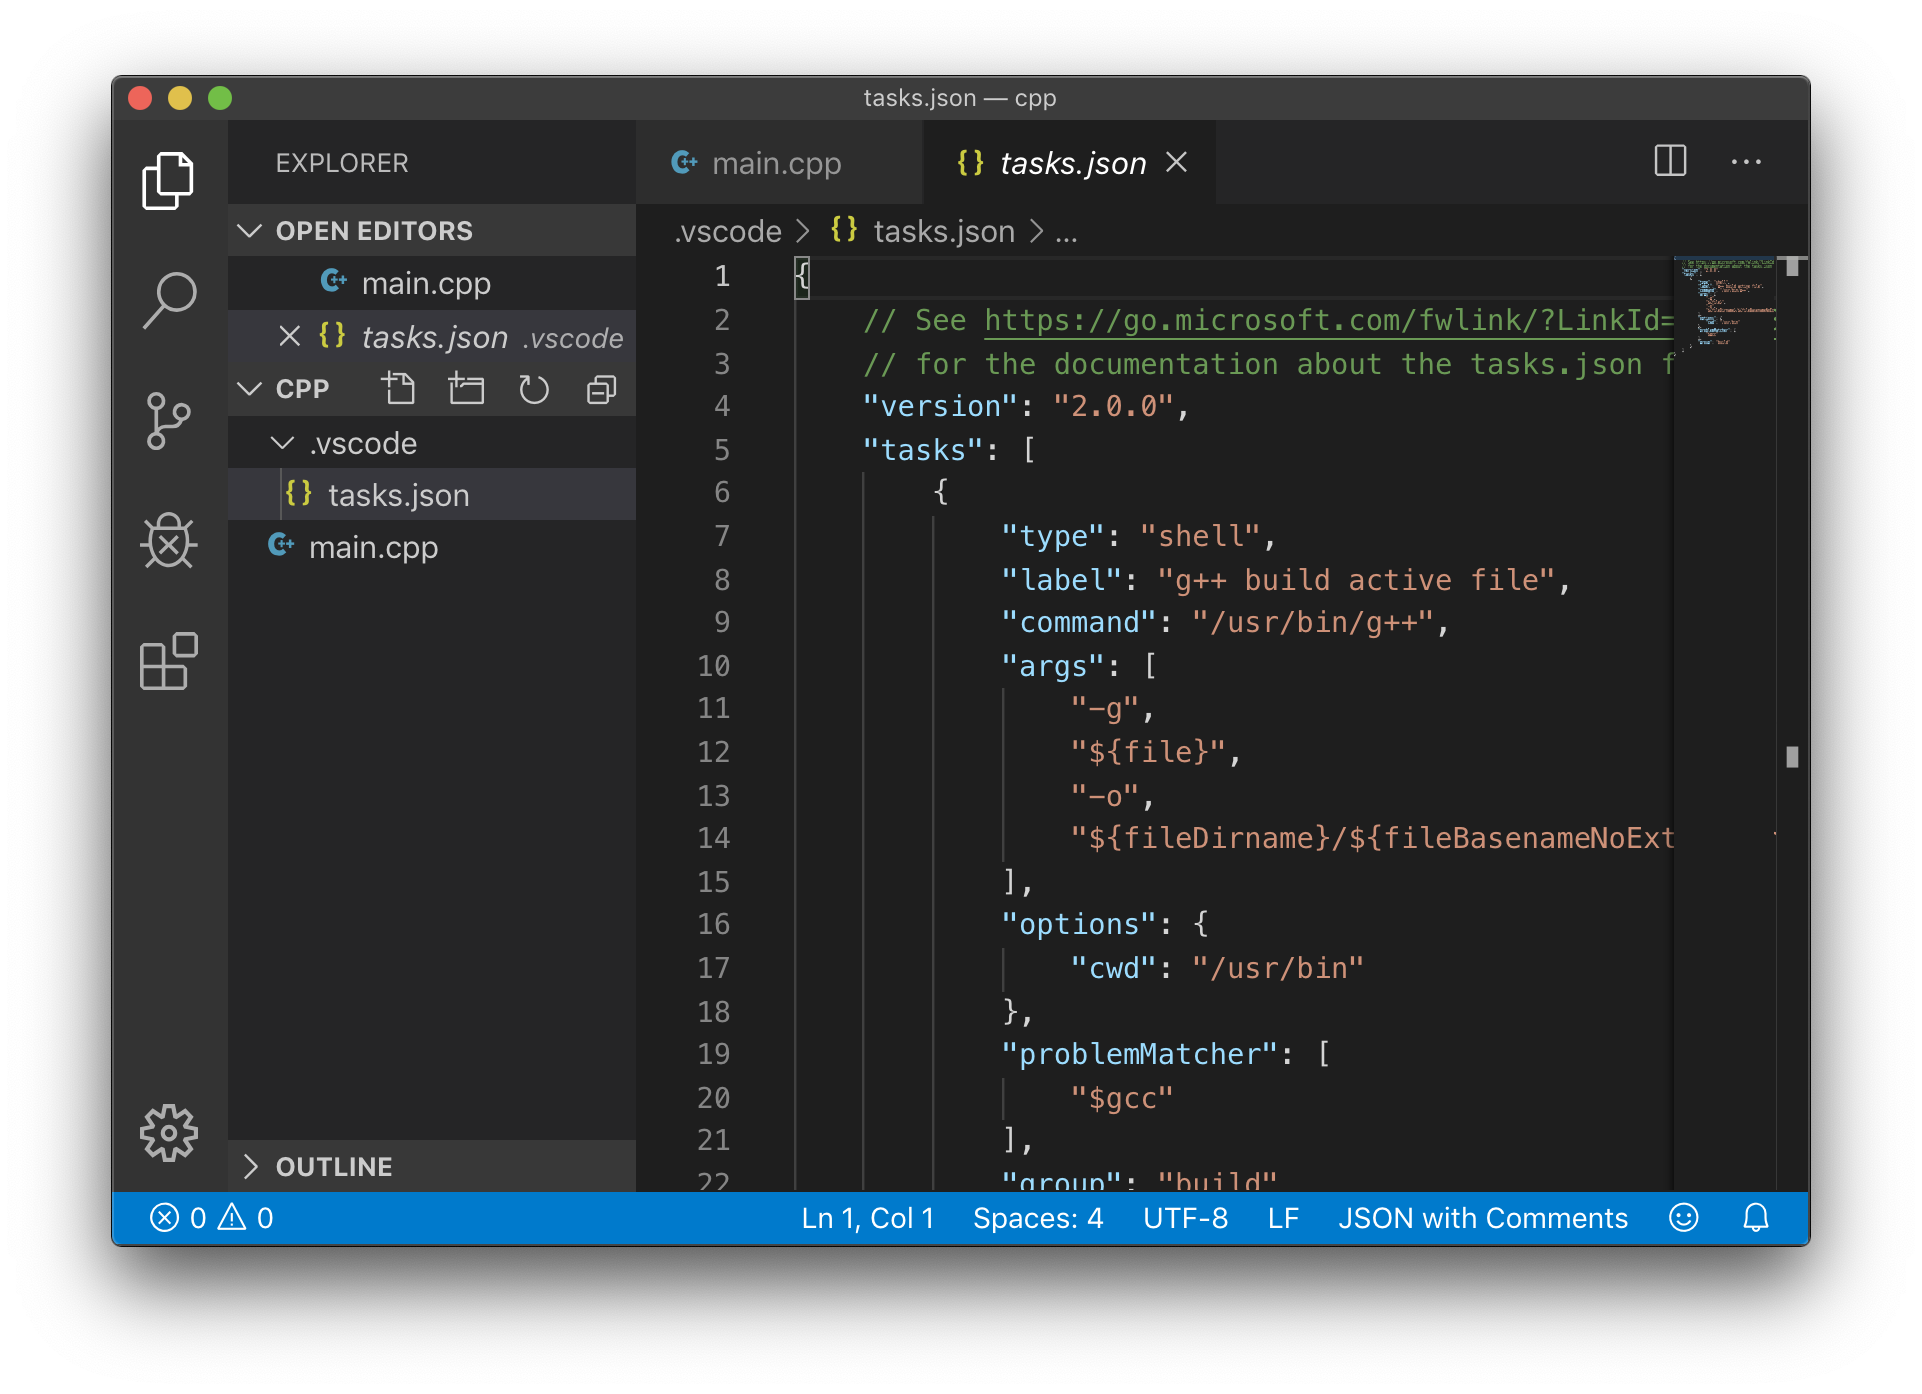 tasks.json — cpp
EXPLORER
OPEN EDITORS
main.cpp
tasks.json .vscode
CPP
.vscode
tasks.json
main.cpp
OUTLINE
main.cpp
{} tasks.json
.vscode > {} tasks.json > ...
1 {
2 // See https://go.microsoft.com/fwlink/?LinkId=
3 // for the documentation about the tasks.json f
4 "version": "2.0.0",
5 "tasks": [
6 {
7 "type": "shell",
8 "label": "g++ build active file",
9 "command": "/usr/bin/g++",
10 "args": [
11 "-g",
12 "${file}",
13 "-o",
14 "${fileDirname}/${fileBasenameNoExt
15 ],
16 "options": {
17 "cwd": "/usr/bin"
18 },
19 "problemMatcher": [
20 "$gcc"
21 ],
22 "group": "build"
0 0 Ln 1, Col 1 Spaces: 4 UTF-8 LF JSON with Comments